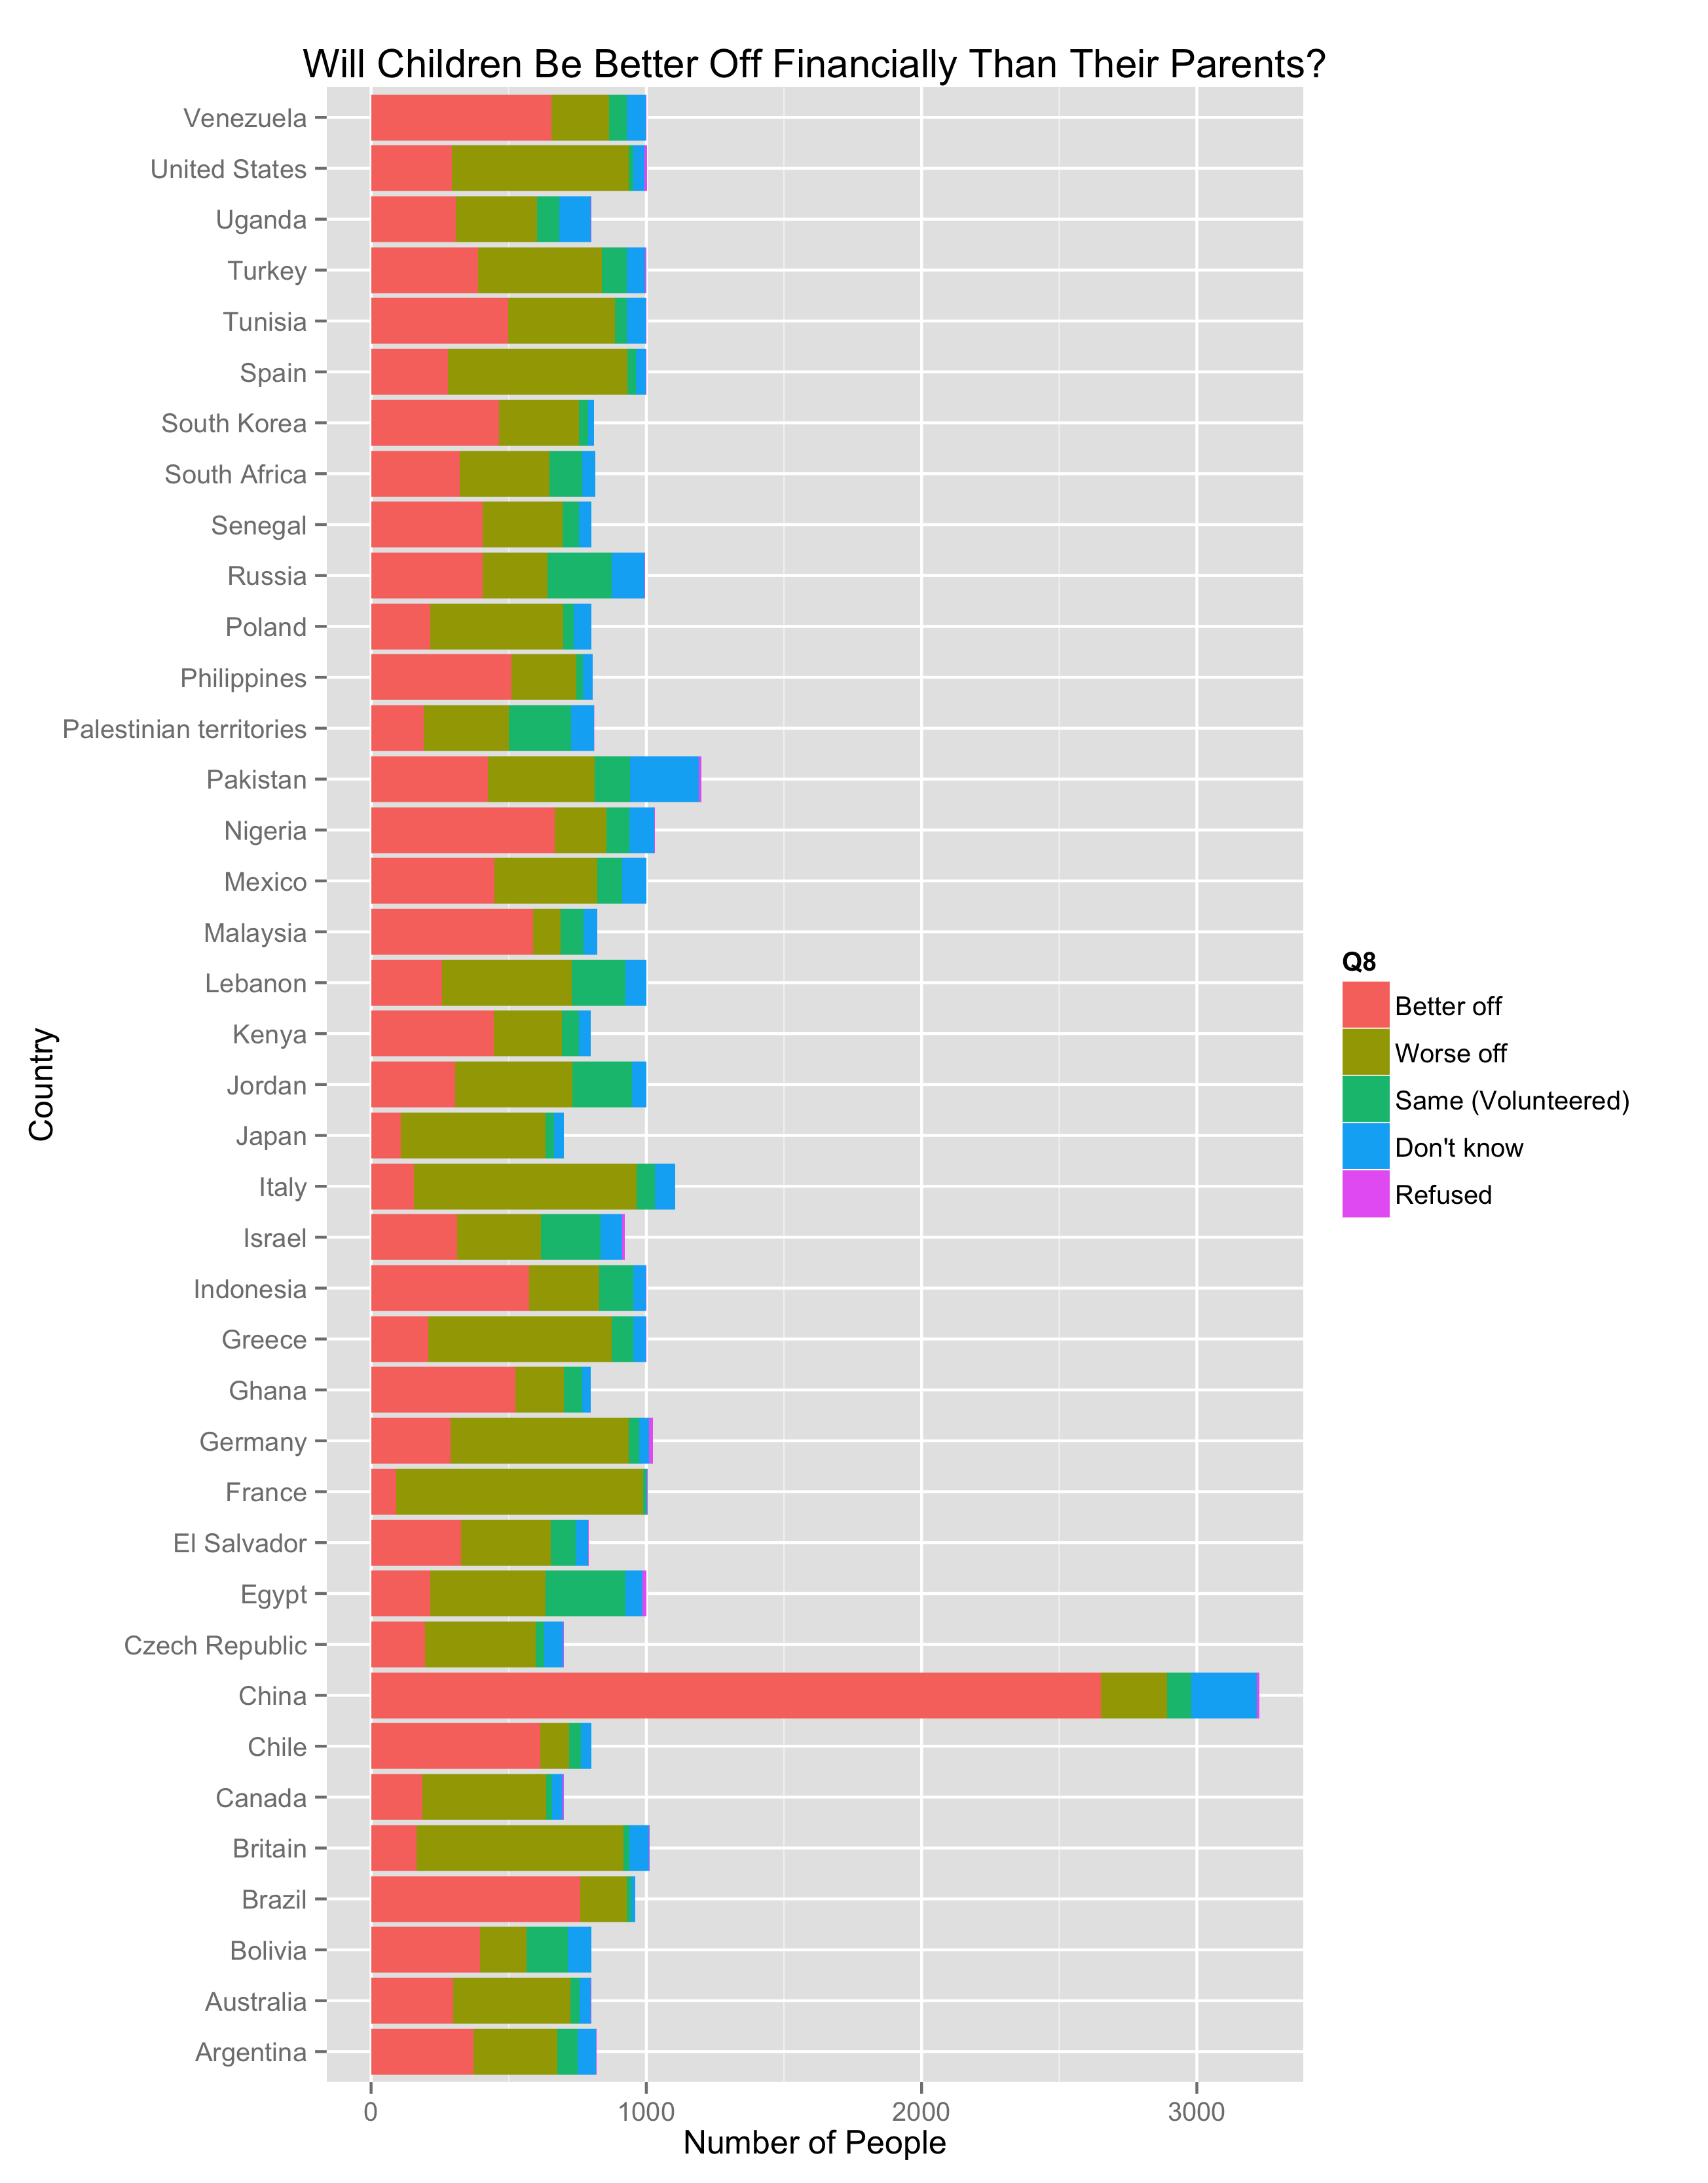 Will Children Be Better Off Financially Than Their Parents?
Venezuela
United States
Uganda
Turkey
Tunisia
Spain
South Korea
South Africa
Senegal
Russia
Poland
Philippines
Palestinian territories
Pakistan
Nigeria
Mexico
Malaysia
Lebanon
Kenya
Jordan
Japan
Italy
Israel
Indonesia
Greece
Ghana
Germany
France
El Salvador
Egypt
Czech Republic
China
Chile
Canada
Britain
Brazil
Bolivia
Australia
Argentina
Country
0 1000 2000 3000
Number of People
Q8
Better off
Worse off
Same (Volunteered)
Don't know
Refused